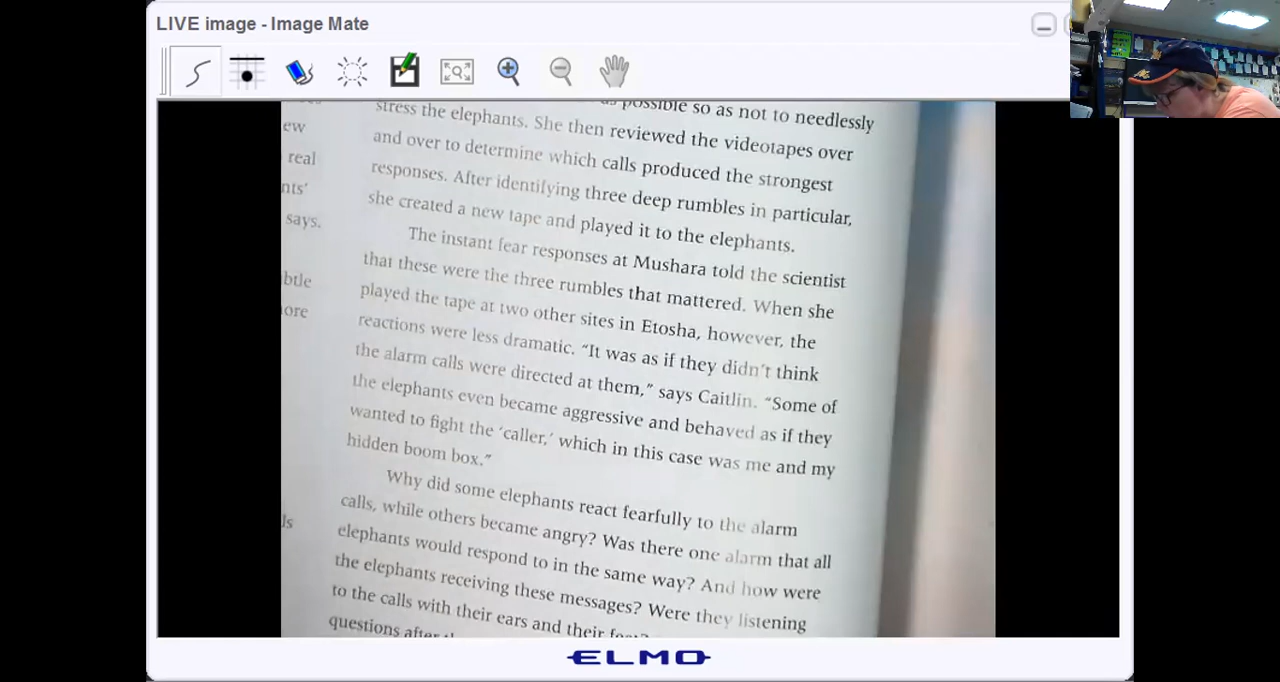 LIVE image - Image Mate
possible so as not to needlessly
stress the elephants. She then reviewed the videotapes over
and over to determine which calls produced the strongest
responses. After identifying three deep rumbles in particular,
she created a new tape and played it to the elephants.
The instant fear responses at Mushara told the scientist
that these were the three rumbles that mattered. When she
played the tape at two other sites in Etosha, however, the
reactions were less dramatic. “It was as if they didn’t think
the alarm calls were directed at them,” says Caitlin. “Some of
the elephants even became aggressive and behaved as if they
wanted to fight the ‘caller,’ which in this case was me and my
hidden boom box.”
Why did some elephants react fearfully to the alarm
calls, while others became angry? Was there one alarm that all
elephants would respond to in the same way? And how were
the elephants receiving these messages? Were they listening
to the calls with their ears and their
questions after
ew
real
nts’
says.
btle
ore
ls
ELMO